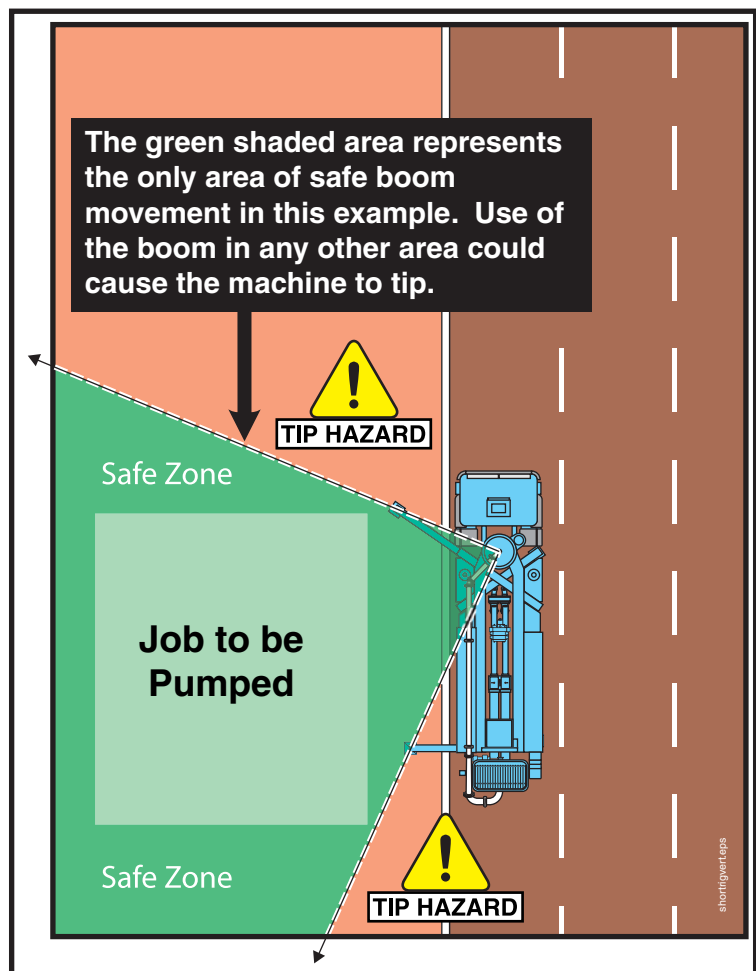 The green shaded area represents
the only area of safe boom
movement in this example.  Use of
the boom in any other area could
cause the machine to tip.
TIP HAZARD
Safe Zone
Job to be
Pumped
Safe Zone
TIP HAZARD
shortrigvert.eps